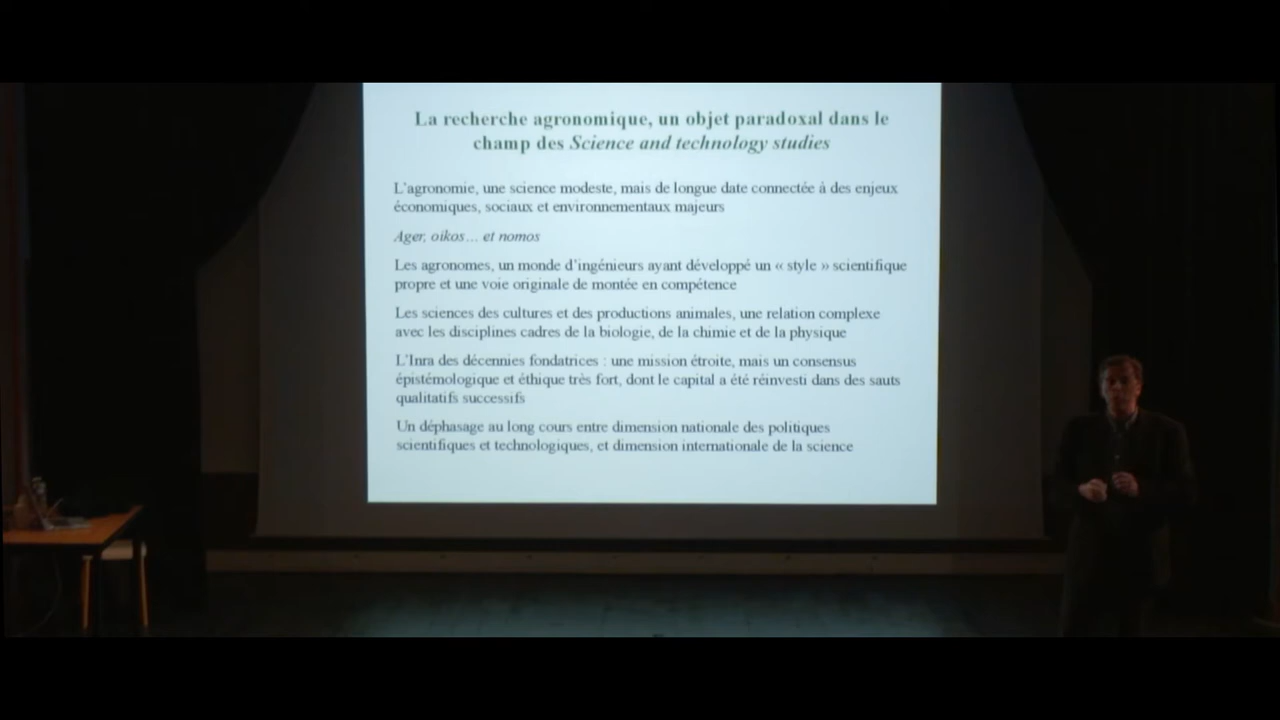 La recherche agronomique, un objet paradoxal dans le
champ des Science and technology studies
L'agronomie, une science modeste, mais de longue date connectée à des enjeux
économiques, sociaux et environnementaux majeurs
Ager, oikos... et nomos
Les agronomes, un monde d'ingénieurs ayant développé un « style » scientifique
propre et une voie originale de montée en compétence
Les sciences des cultures et des productions animales, une relation complexe
avec les disciplines cadres de la biologie, de la chimie et de la physique
L'Inra des décennies fondatrices : une mission étroite, mais un consensus
épistémologique et éthique très fort, dont le capital a été réinvesti dans des sauts
qualitatifs successifs
Un déphasage au long cours entre dimension nationale des politiques
scientifiques et technologiques, et dimension internationale de la science